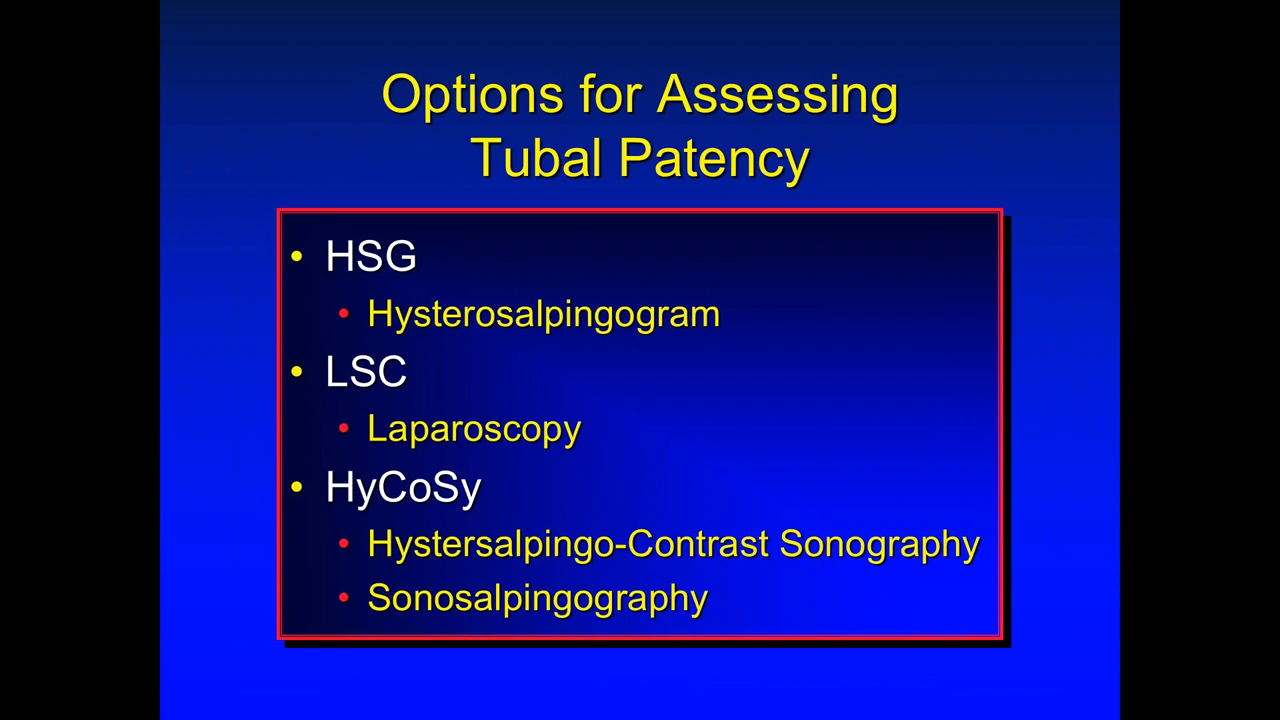 Options for Assessing
Tubal Patency
• HSG
• Hysterosalpingogram
• LSC
• Laparoscopy
• HyCoSy
• Hystersalpingo-Contrast Sonography
• Sonosalpingography